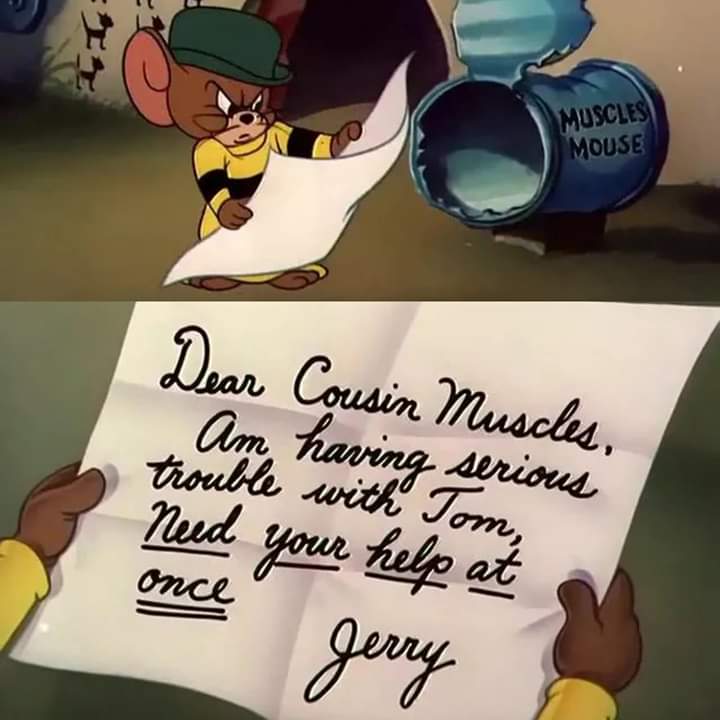 MUSCLES
MOUSE
Dear Cousin Muscles,
Am having serious
trouble with Tom,
Need your help at
once
Jerry